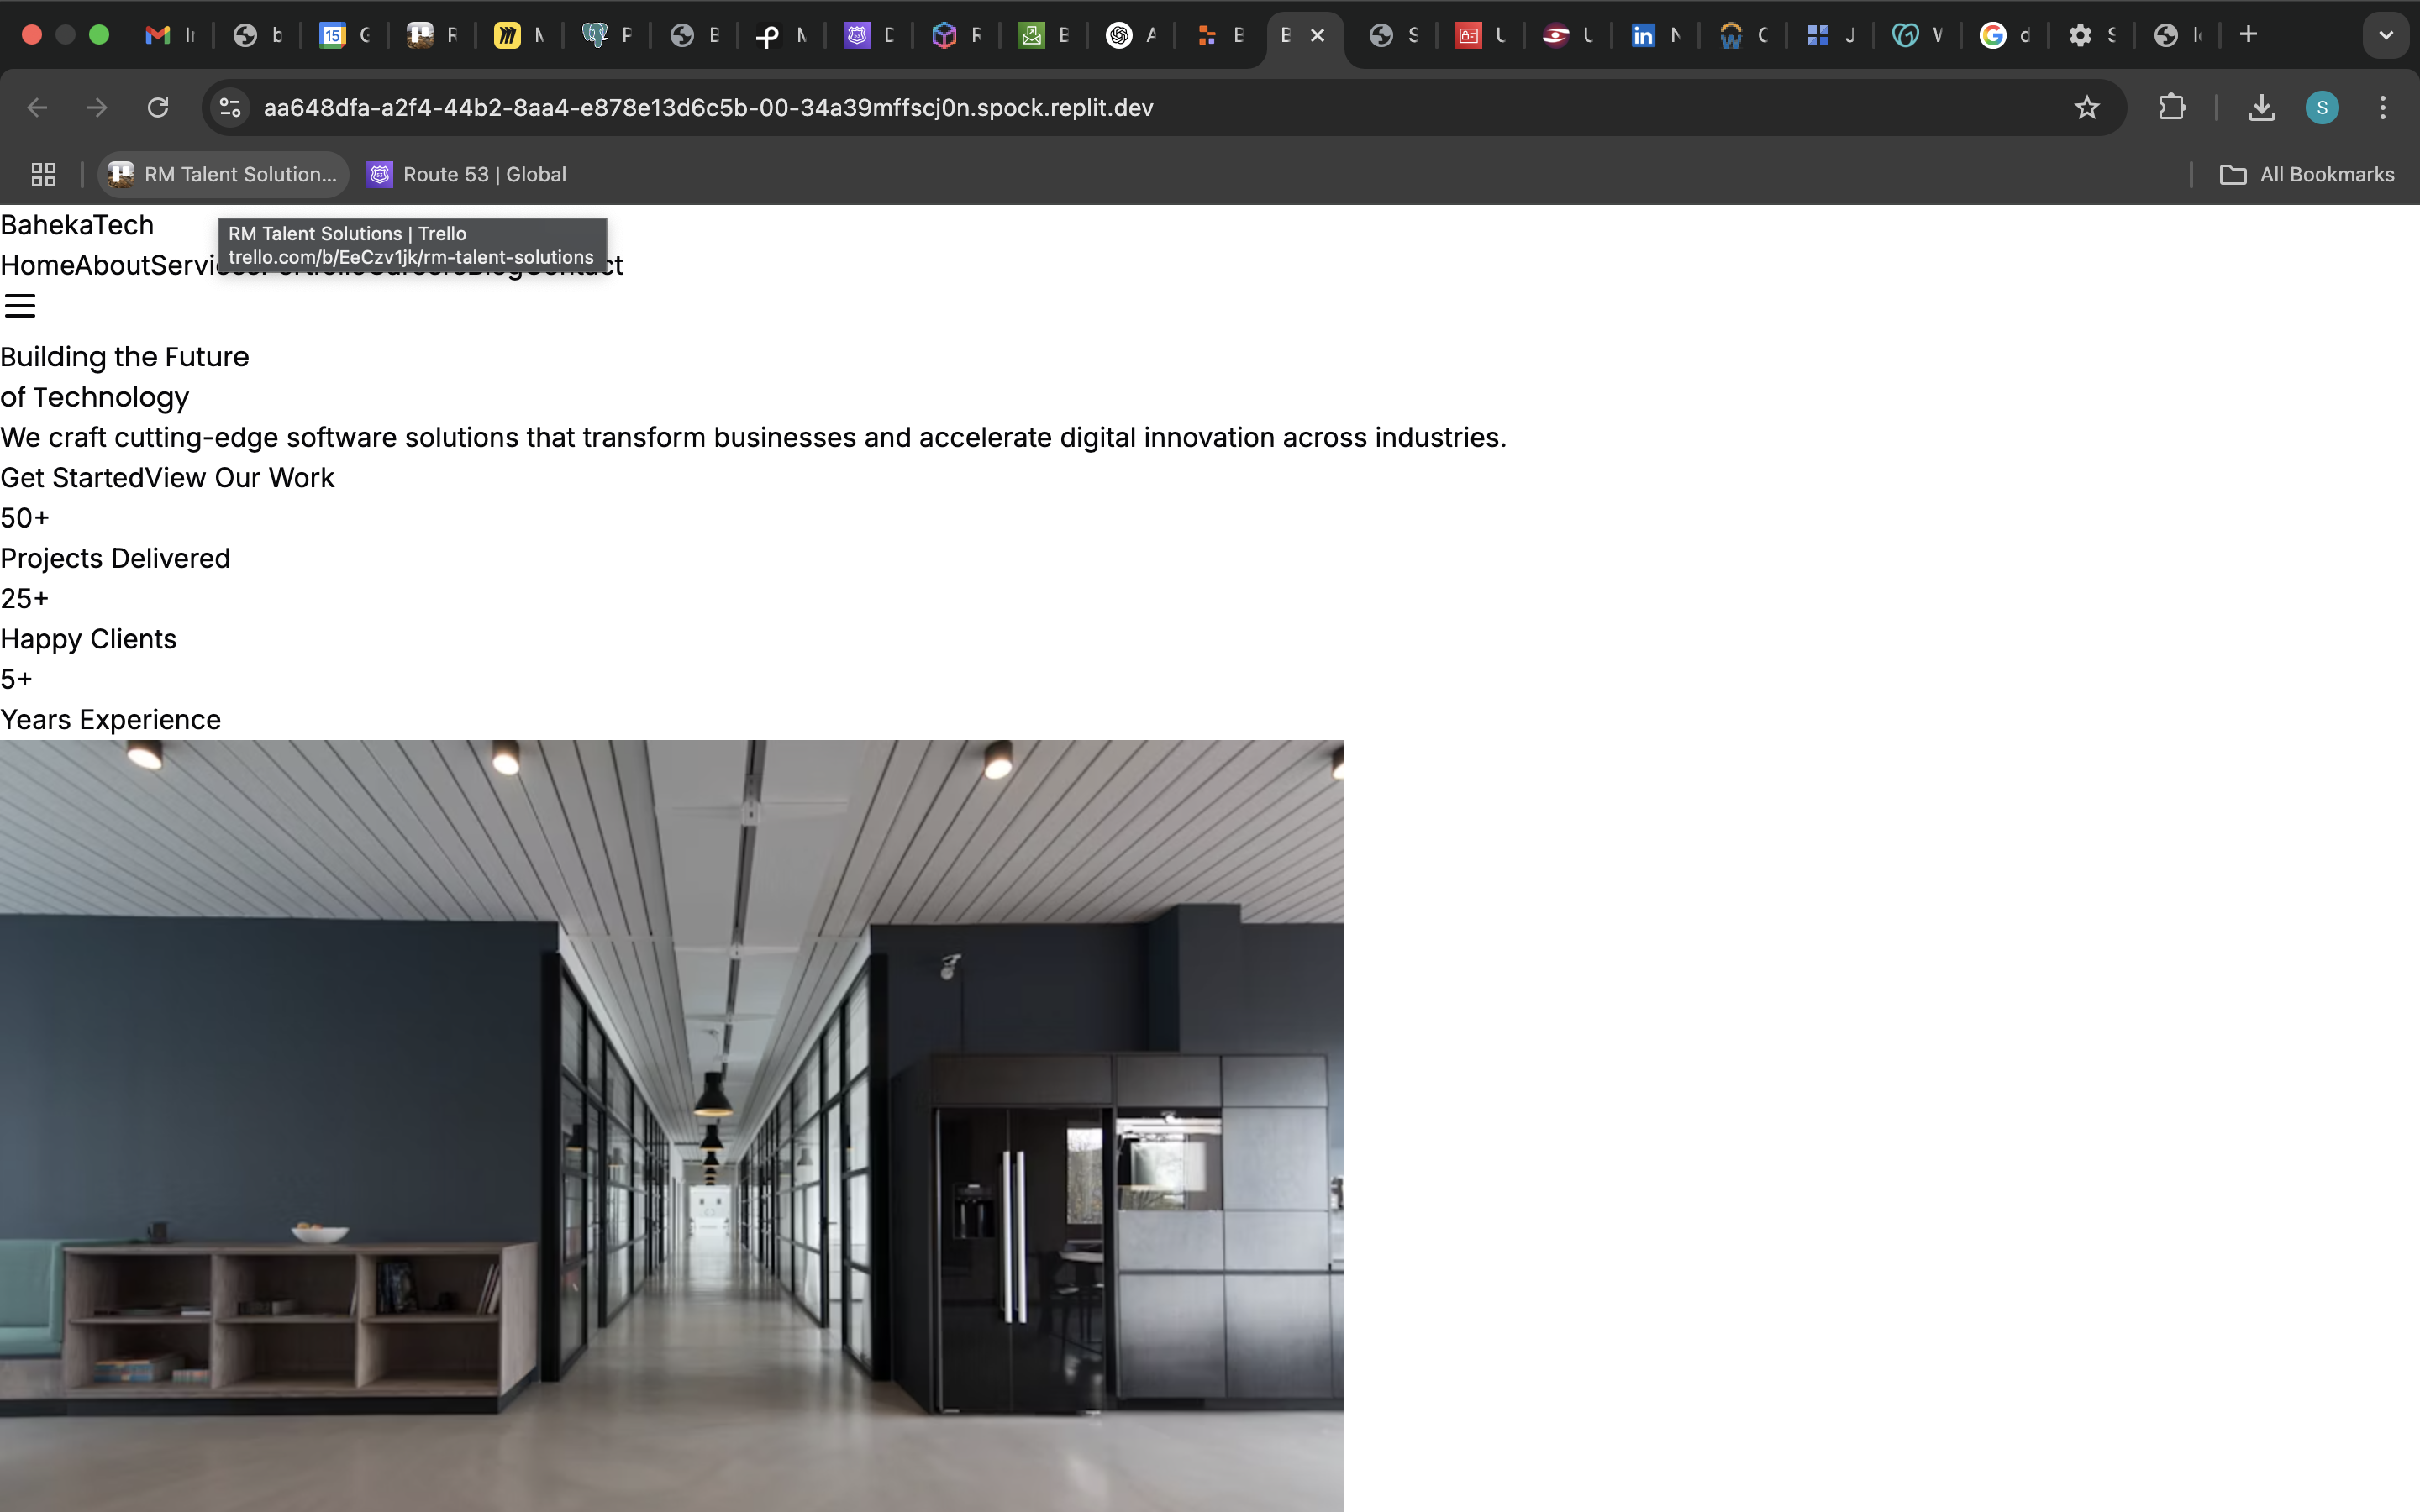 I
b
15
G
R
M
P
B
M
D
R
B
A
B
B
S
U
U
in
N
C
J
V
d
S
aa648dfa-a2f4-44b2-8aa4-e878e13d6c5b-00-34a39mffscj0n.spock.replit.dev
S
RM Talent Solution...
Route 53 | Global
All Bookmarks
BahekaTech
RM Talent Solutions | Trello
trello.com/b/EeCzv1jk/rm-talent-solutions
HomeAbout
Building the Future
of Technology
We craft cutting-edge software solutions that transform businesses and accelerate digital innovation across industries.
Get StartedView Our Work
50+
Projects Delivered
25+
Happy Clients
5+
Years Experience